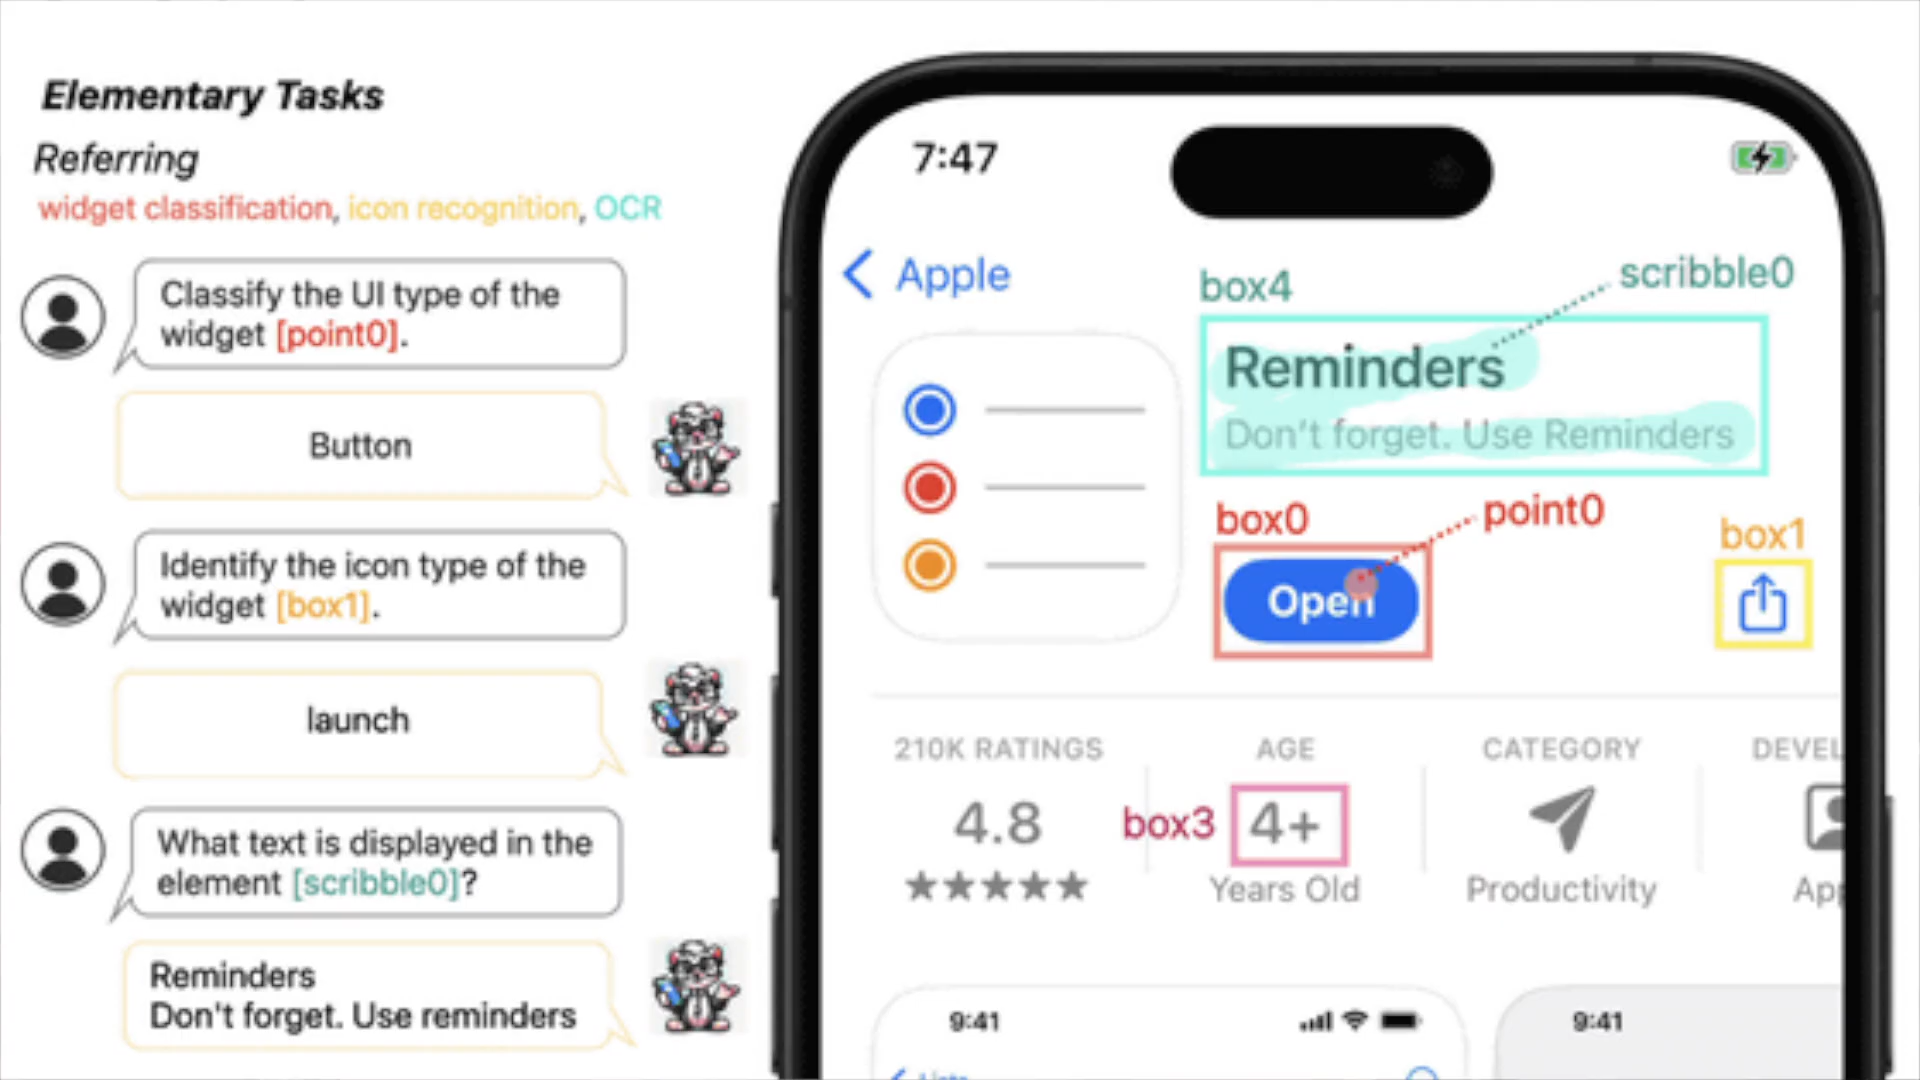 Elementary Tasks
Referring
widget classification, icon recognition, OCR
Classify the UI type of the
widget [point0].
Button
Identify the icon type of the
widget [box1].
launch
What text is displayed in the
element [scribble0]?
Reminders
Don't forget. Use reminders
7:47
Apple
box4
scribble0
Reminders
Don't forget. Use Reminders
box0
point0
box1
Open
210K RATINGS
AGE
CATEGORY
DEVEL
4.8
box3
4+
Years Old
Productivity
App
9:41
9:41